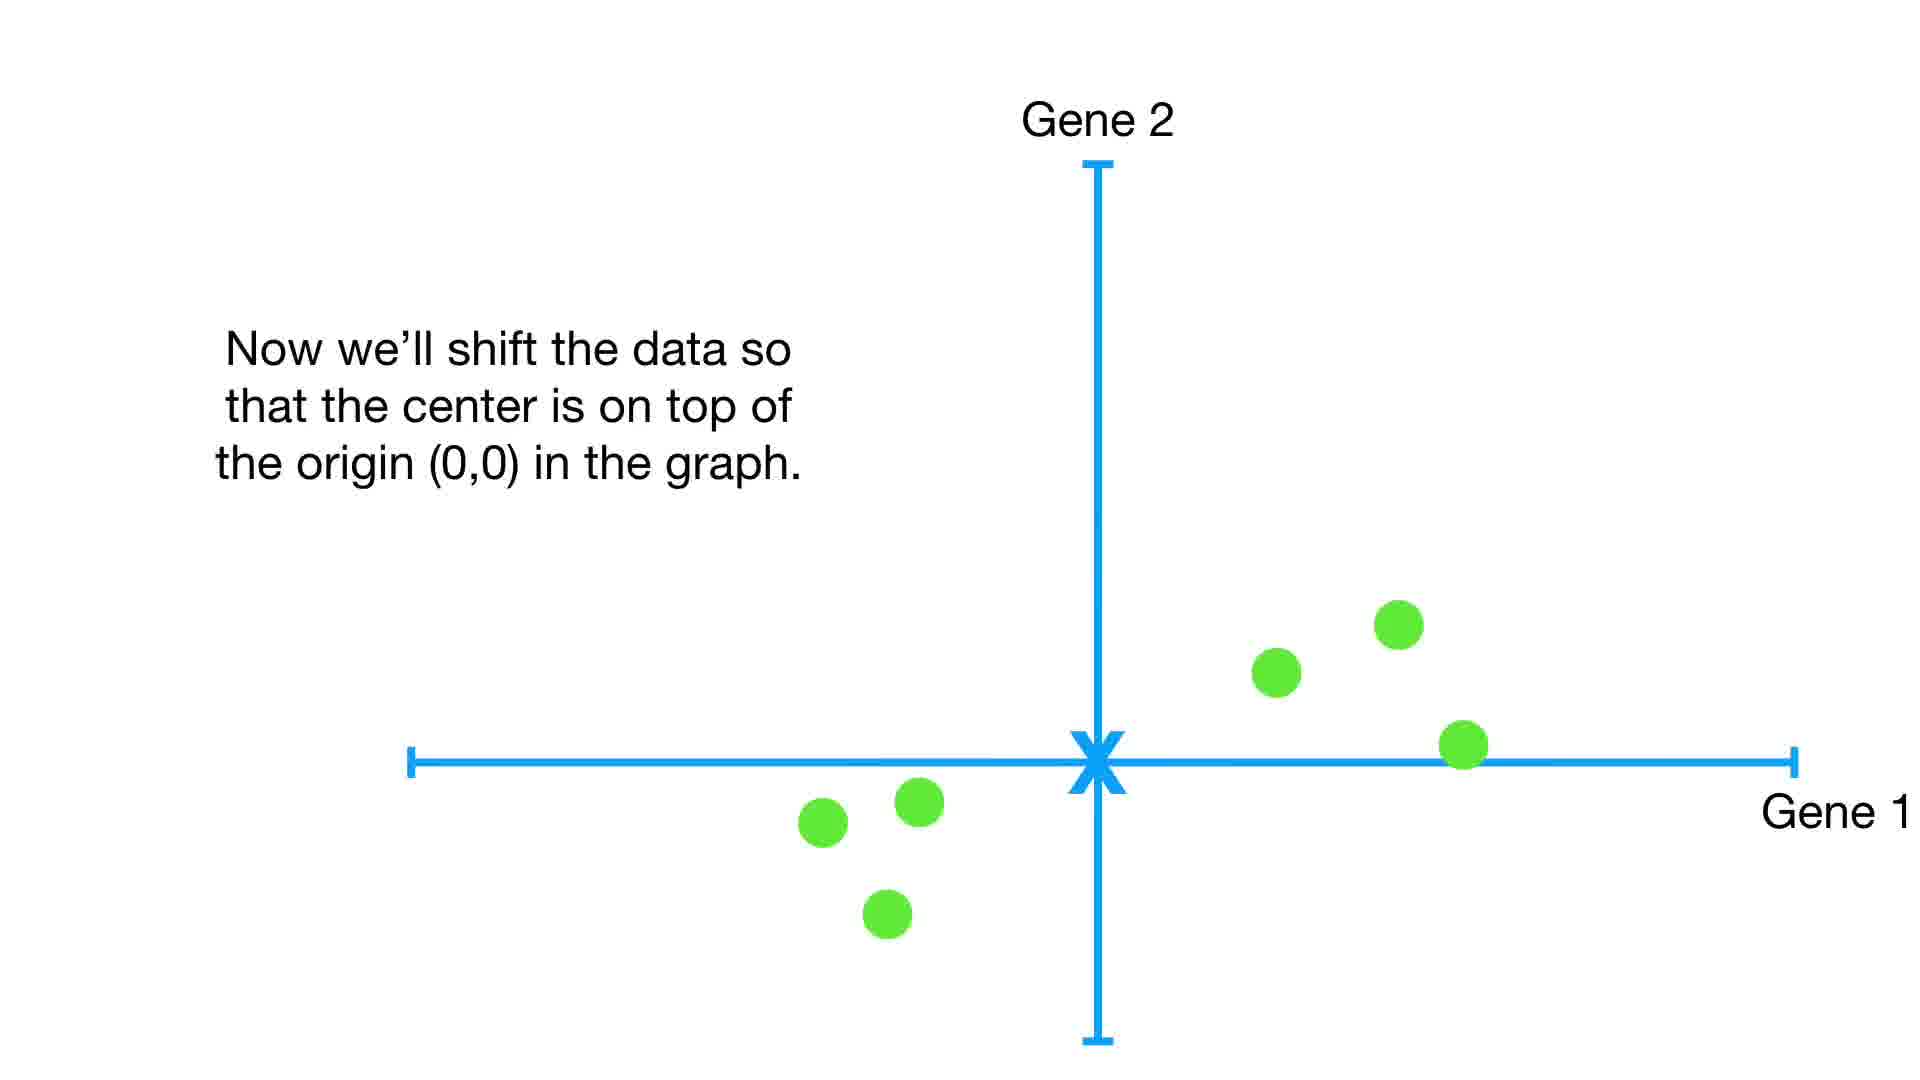 Gene 2
Now we’ll shift the data so
that the center is on top of
the origin (0,0) in the graph.
X
Gene 1